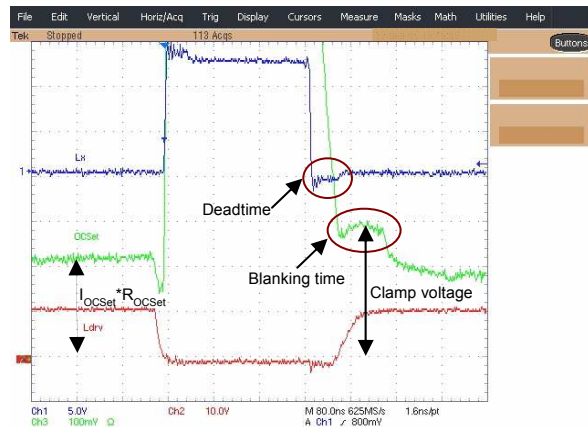 File Edit Vertical Horiz/Acq Trig Display Cursors Measure Masks Math Utilities Help
Tek Stopped 113 Acqs
Buttons
Lx
1
Deadtime
OCSet
Blanking time
Clamp voltage
I_OCSet*R_OCSet
Ldrv
Ch1 5.0V Ch2 10.0V M 80.0ns 625MS/s 1.6ns/pt
Ch3 100mV Ω A Ch1 ∕ 800mV